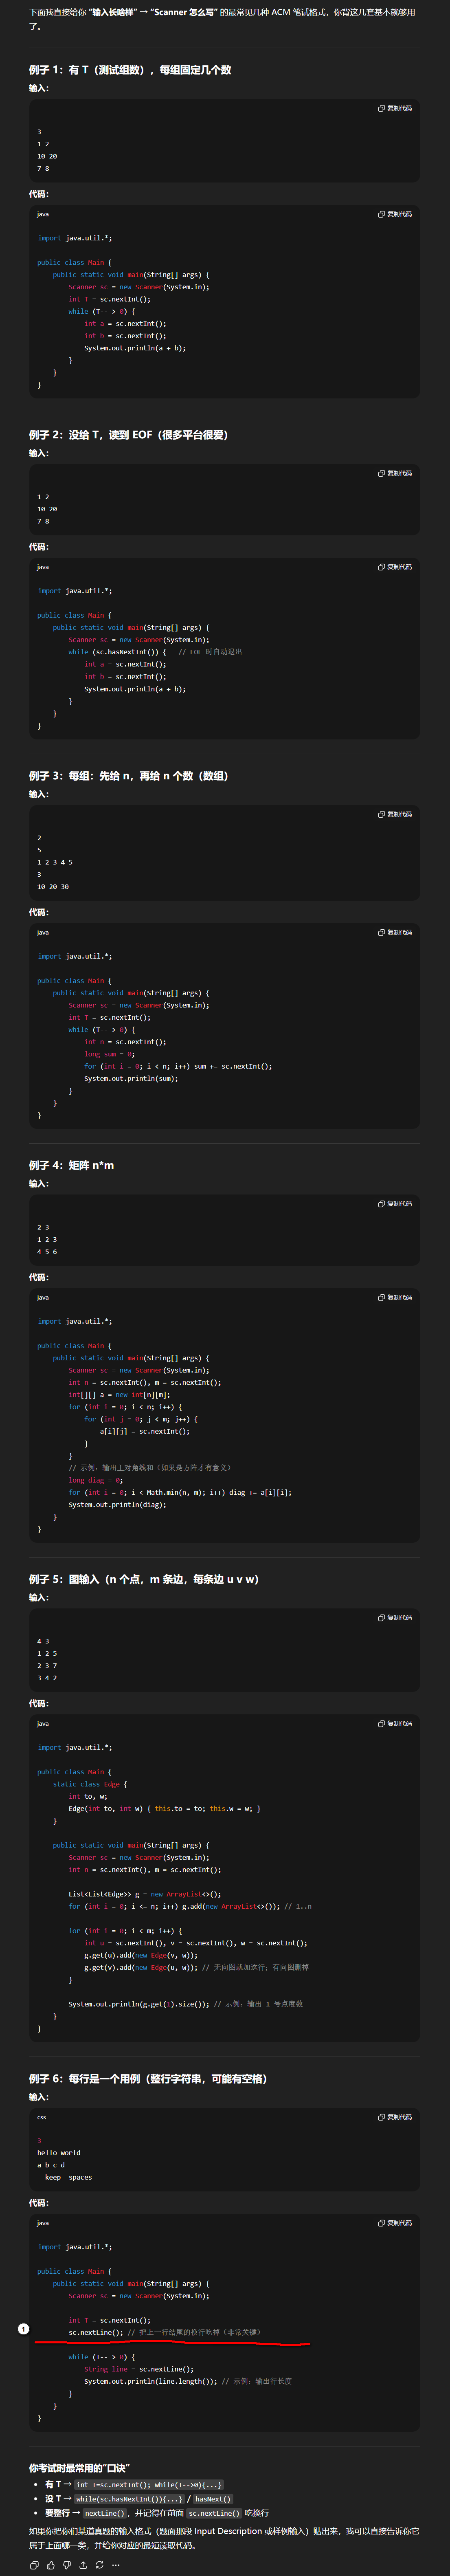 下面我直接给你 “输入长啥样” → “Scanner 怎么写” 的最常见几种 ACM 笔试格式，你背这几套基本就够用
了。
例子 1：有 T（测试组数），每组固定几个数
输入：
复制代码
3
1 2
10 20
7 8
代码：
java
复制代码
import java.util.*;
public class Main {
    public static void main(String[] args) {
        Scanner sc = new Scanner(System.in);
        int T = sc.nextInt();
        while (T-- > 0) {
            int a = sc.nextInt();
            int b = sc.nextInt();
            System.out.println(a + b);
        }
    }
}
例子 2：没给 T，读到 EOF（很多平台很爱）
输入：
复制代码
1 2
10 20
7 8
代码：
java
复制代码
import java.util.*;
public class Main {
    public static void main(String[] args) {
        Scanner sc = new Scanner(System.in);
        while (sc.hasNextInt()) {   // EOF 时自动退出
            int a = sc.nextInt();
            int b = sc.nextInt();
            System.out.println(a + b);
        }
    }
}
例子 3：每组：先给 n，再给 n 个数（数组）
输入：
复制代码
2
5
1 2 3 4 5
3
10 20 30
代码：
java
复制代码
import java.util.*;
public class Main {
    public static void main(String[] args) {
        Scanner sc = new Scanner(System.in);
        int T = sc.nextInt();
        while (T-- > 0) {
            int n = sc.nextInt();
            long sum = 0;
            for (int i = 0; i < n; i++) sum += sc.nextInt();
            System.out.println(sum);
        }
    }
}
例子 4：矩阵 n*m
输入：
复制代码
2 3
1 2 3
4 5 6
代码：
java
复制代码
import java.util.*;
public class Main {
    public static void main(String[] args) {
        Scanner sc = new Scanner(System.in);
        int n = sc.nextInt(), m = sc.nextInt();
        int[][] a = new int[n][m];
        for (int i = 0; i < n; i++) {
            for (int j = 0; j < m; j++) {
                a[i][j] = sc.nextInt();
            }
        }
        // 示例：输出主对角线和（如果是方阵才有意义）
        long diag = 0;
        for (int i = 0; i < Math.min(n, m); i++) diag += a[i][i];
        System.out.println(diag);
    }
}
例子 5：图输入（n 个点，m 条边，每条边 u v w）
输入：
复制代码
4 3
1 2 5
2 3 7
3 4 2
代码：
java
复制代码
import java.util.*;
public class Main {
    static class Edge {
        int to, w;
        Edge(int to, int w) { this.to = to; this.w = w; }
    }
    public static void main(String[] args) {
        Scanner sc = new Scanner(System.in);
        int n = sc.nextInt(), m = sc.nextInt();
        List<List<Edge>> g = new ArrayList<>();
        for (int i = 0; i <= n; i++) g.add(new ArrayList<>()); // 1..n
        for (int i = 0; i < m; i++) {
            int u = sc.nextInt(), v = sc.nextInt(), w = sc.nextInt();
            g.get(u).add(new Edge(v, w));
            g.get(v).add(new Edge(u, w)); // 无向图就加这行；有向图删掉
        }
        System.out.println(g.get(1).size()); // 示例：输出 1 号点度数
    }
}
例子 6：每行是一个用例（整行字符串，可能有空格）
输入：
css
复制代码
3
hello world
a b c d
  keep  spaces
代码：
java
复制代码
import java.util.*;
public class Main {
    public static void main(String[] args) {
        Scanner sc = new Scanner(System.in);
        int T = sc.nextInt();
1
        sc.nextLine(); // 把上一行结尾的换行吃掉（非常关键）
        while (T-- > 0) {
            String line = sc.nextLine();
            System.out.println(line.length()); // 示例：输出行长度
        }
    }
}
你考试时最常用的“口诀”
• 有 T → int T=sc.nextInt(); while(T-->0){...}
• 没 T → while(sc.hasNextInt()){...} / hasNext()
• 要整行 → nextLine()，并记得在前面 sc.nextLine() 吃换行
如果你把你们某道真题的输入格式（题面那段 Input Description 或样例输入）黏出来，我可以直接告诉你它
属于上面哪一类，并给你对应的最短读取代码。